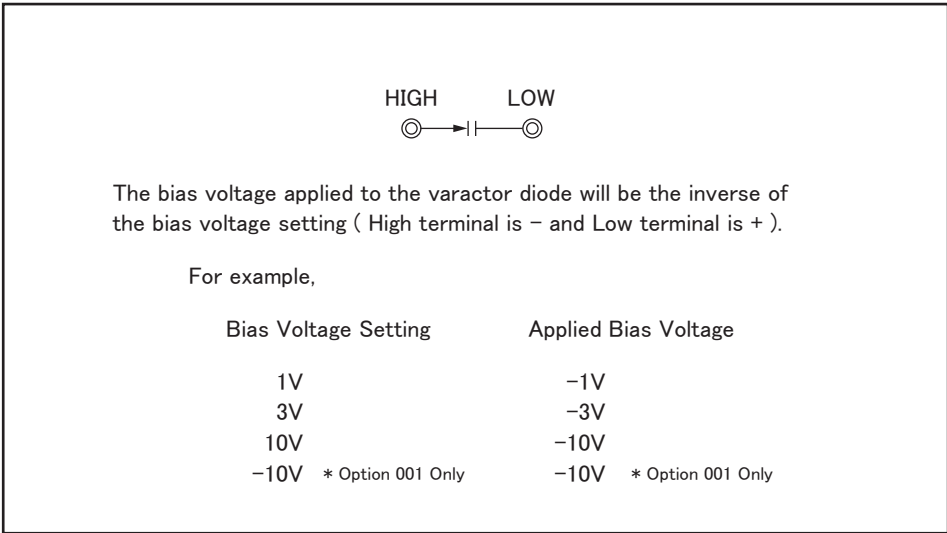 HIGH LOW
The bias voltage applied to the varactor diode will be the inverse of
the bias voltage setting ( High terminal is − and Low terminal is + ).
For example,
Bias Voltage Setting Applied Bias Voltage
1V −1V
3V −3V
10V −10V
−10V * Option 001 Only −10V * Option 001 Only